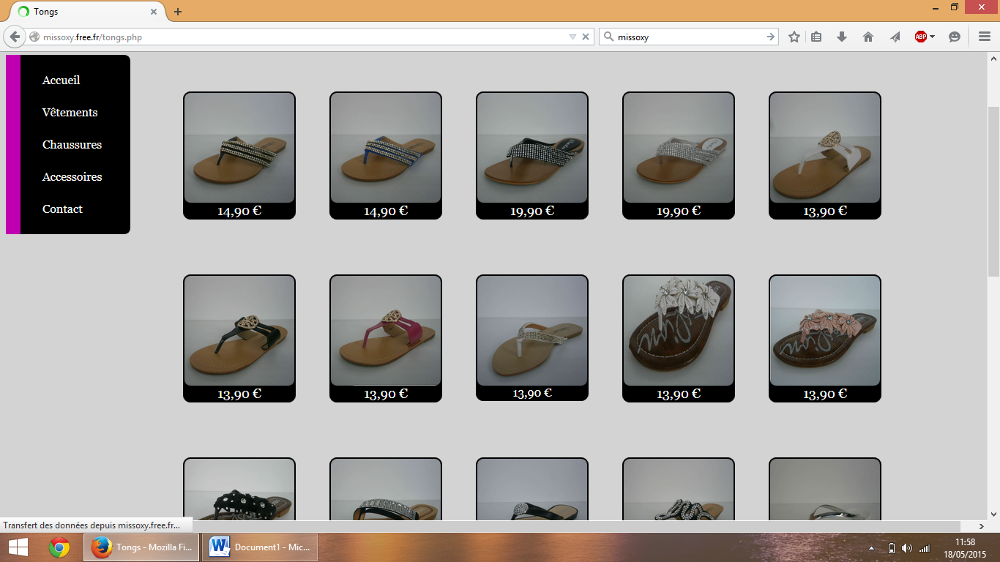 Tongs
missoxy.free.fr/tongs.php
missoxy
ABP
Accueil
Vêtements
Chaussures
Accessoires
Contact
14,90 €
14,90 €
19,90 €
19,90 €
13,90 €
13,90 €
13,90 €
13,90 €
13,90 €
13,90 €
Transfert des données depuis missoxy.free.fr...
Tongs - Mozilla Fi...
Document1 - Mic...
11:58
18/05/2015